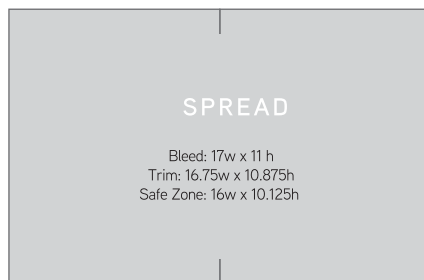 SPREAD
Bleed: 17w x 11 h
Trim: 16.75w x 10.875h
Safe Zone: 16w x 10.125h